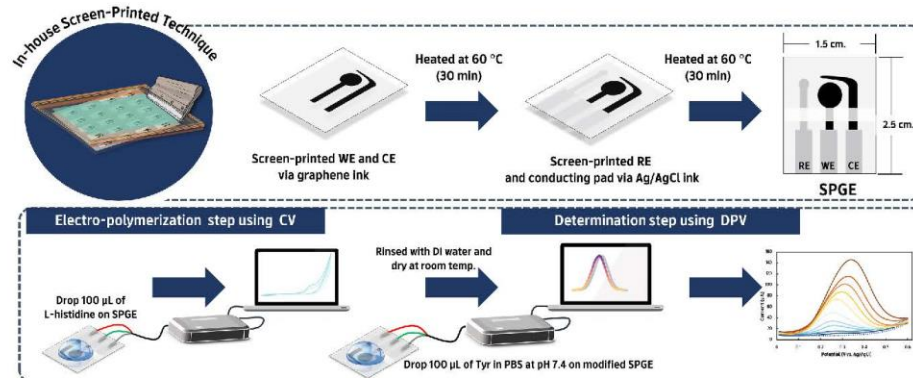 In-house Screen-Printed Technique
Heated at 60 °C
(30 min)
Heated at 60 °C
(30 min)
1.5 cm.
2.5 cm.
Screen-printed WE and CE
via graphene ink
Screen-printed RE
and conducting pad via Ag/AgCl ink
RE WE CE
SPGE
Electro-polymerization step using CV
Determination step using DPV
Rinsed with DI water and
dry at room temp.
Drop 100 µL of
L-histidine on SPGE
Drop 100 µL of Tyr in PBS at pH 7.4 on modified SPGE
Potential (V vs. Ag/AgCl)